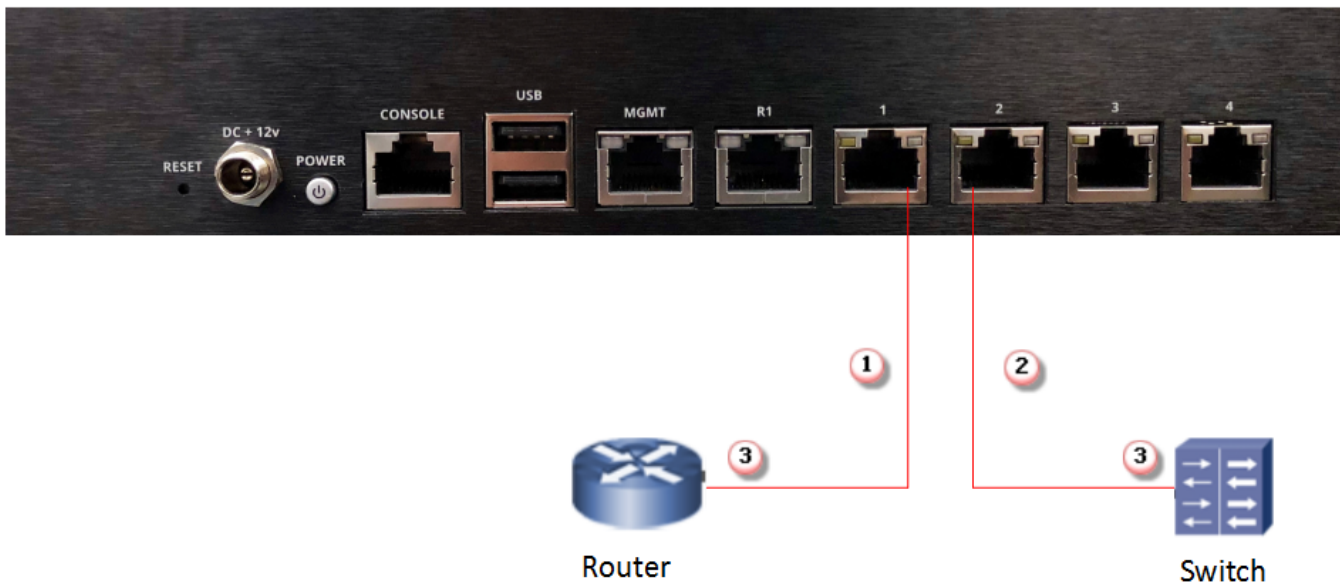 USB
CONSOLE
MGMT
R1
1
2
3
4
DC + 12v
POWER
RESET
1
2
3
3
Router
Switch